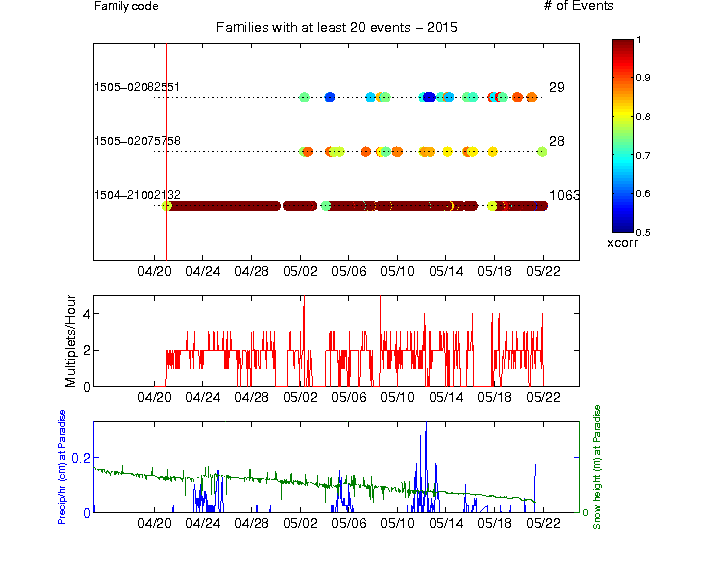 Family code
# of Events
Families with at least 20 events – 2015
1505–02082551
29
1505–02075758
28
1504–21002132
1063
04/20 04/24 04/28 05/02 05/06 05/10 05/14 05/18 05/22
1
0.9
0.8
0.7
0.6
0.5
xcorr
Multiplets/Hour
4
2
0
04/20 04/24 04/28 05/02 05/06 05/10 05/14 05/18 05/22
Precip/hr (cm) at Paradise
0.2
0
04/20 04/24 04/28 05/02 05/06 05/10 05/14 05/18 05/22
0
Snow height (m) at Paradise